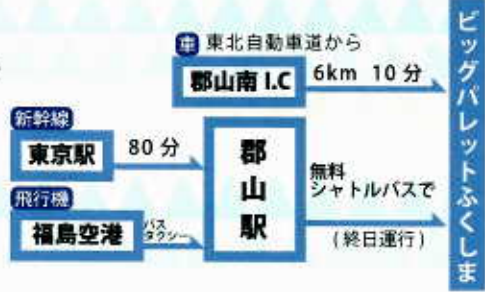 車 東北自動車道から
郡山南 I.C 6km 10分
新幹線
東京駅 80分
飛行機
福島空港 バス
タクシー
郡山駅
無料
シャトルバスで
(終日運行)
ビッグパレットふくしま